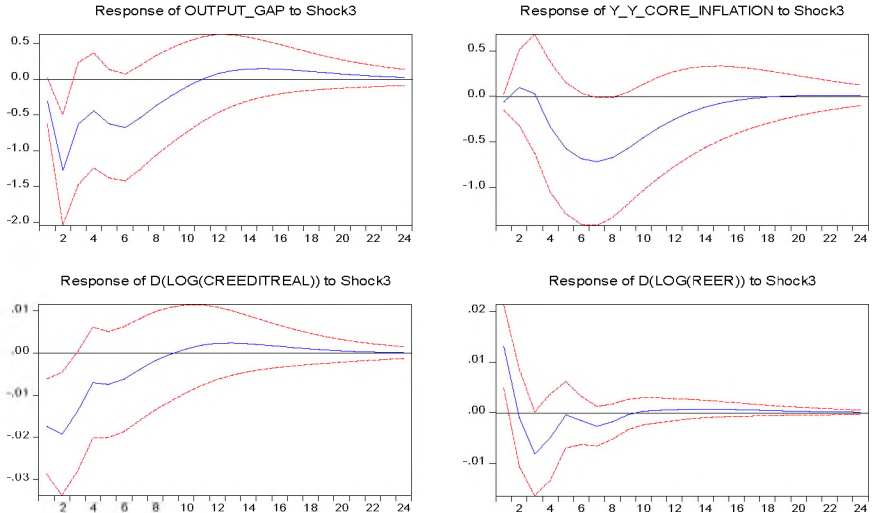 Response of OUTPUT_GAP to Shock3
0.5
0.0
-0.5
-1.0
-1.5
-2.0
2 4 6 8 10 12 14 16 18 20 22 24
Response of Y_Y_CORE_INFLATION to Shock3
0.5
0.0
-0.5
-1.0
2 4 6 8 10 12 14 16 18 20 22 24
Response of D(LOG(CREEDITREAL)) to Shock3
.01
.00
-.01
-.02
-.03
2 4 6 8 10 12 14 16 18 20 22 24
Response of D(LOG(REER)) to Shock3
.02
.01
.00
-.01
2 4 6 8 10 12 14 16 18 20 22 24